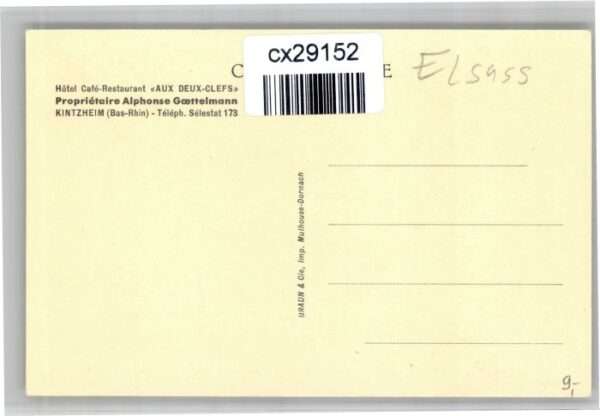 cx29152
C E
Elsass
Hôtel Café-Restaurant «AUX DEUX-CLEFS»
Propriétaire Alphonse Gœttelmann
KINTZHEIM (Bas-Rhin) - Téléph. Sélestat 173
BRAUN & Cie, Imp. Mulhouse-Dornach
9,-